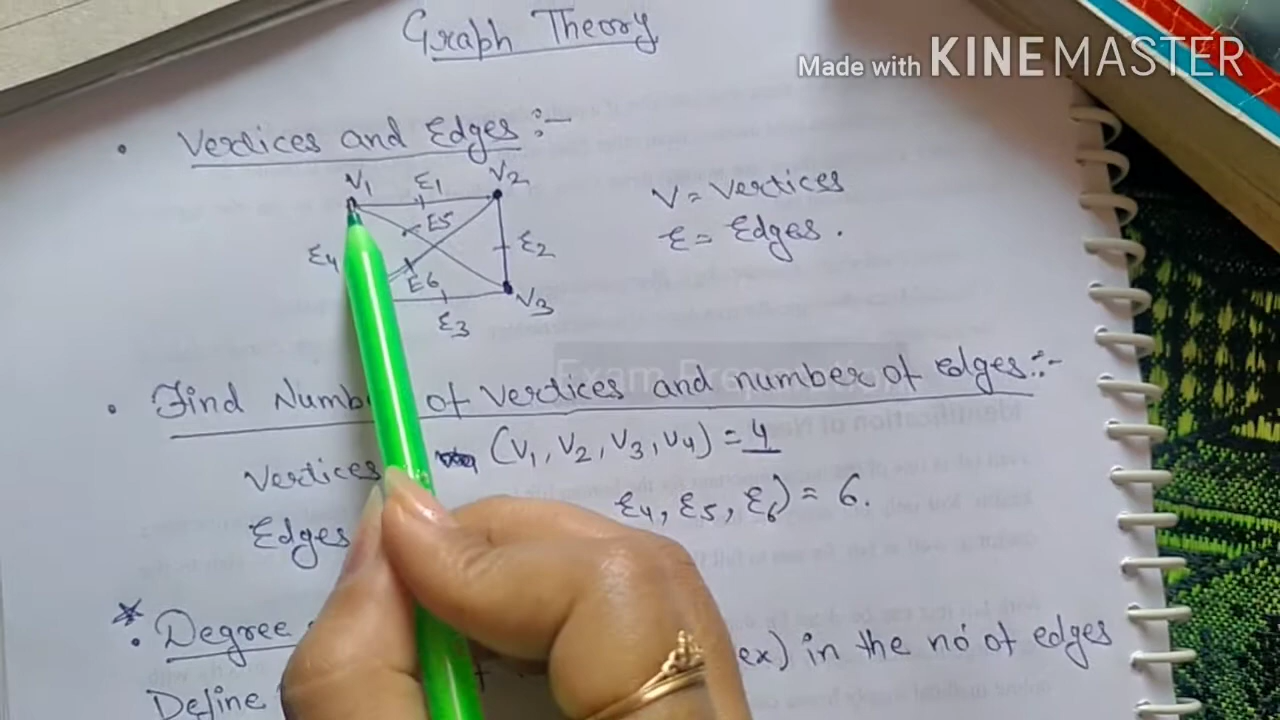 Graph Theory
Made with KINEMASTER
• Vertices and Edges :-
V1 E1 V2
V = Vertices
E5
E4 E2
E = Edges .
E6
V3
E3
Exam Preparation
• Find Numb of vertices and number of edges :-
Vertices (V1, V2, V3, V4) = 4
Edges E4, E5, E6) = 6.
* Degree
ex) in the no of edges
Define